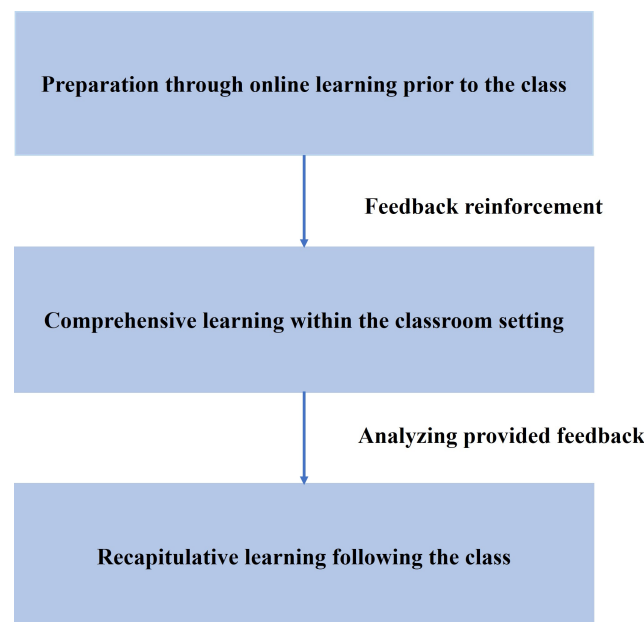 Preparation through online learning prior to the class
Feedback reinforcement
Comprehensive learning within the classroom setting
Analyzing provided feedback
Recapitulative learning following the class